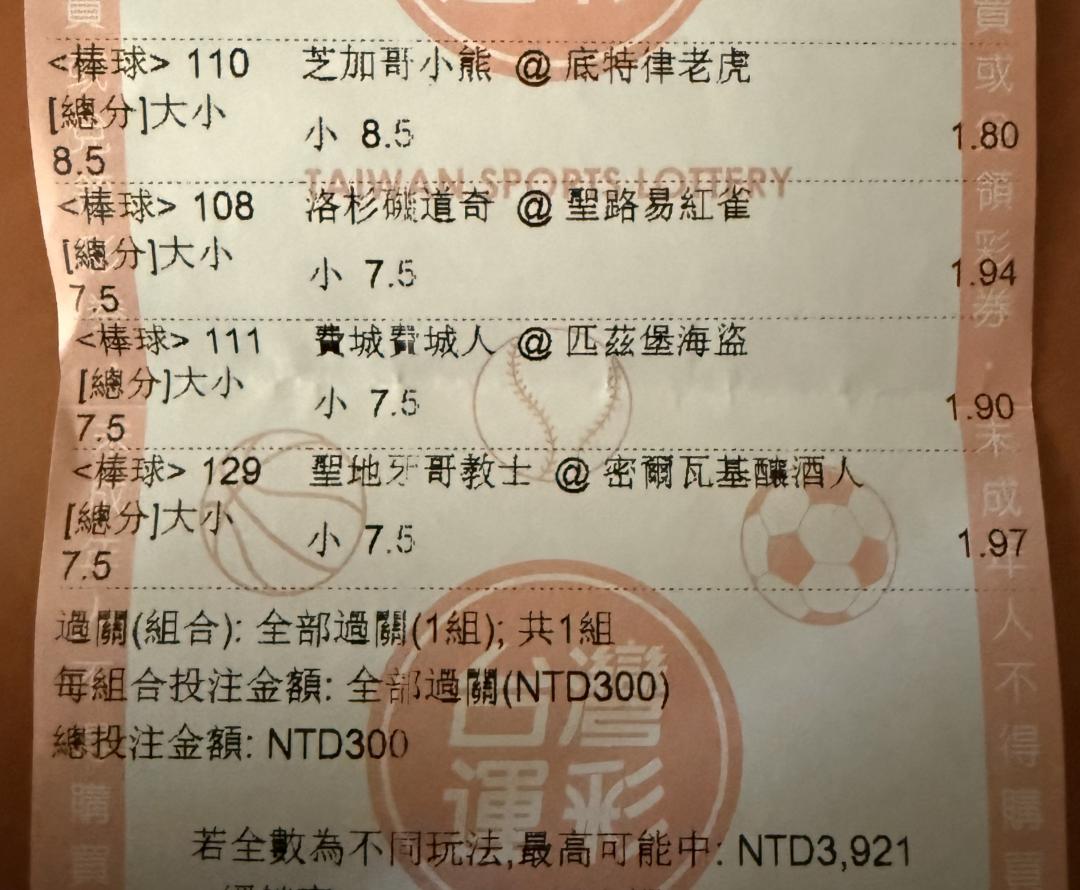 <棒球> 110 芝加哥小熊 @ 底特律老虎
[總分]大小
小 8.5 1.80
8.5
TAIWAN SPORTS LOTTERY
<棒球> 108 洛杉磯道奇 @ 聖路易紅雀
[總分]大小
小 7.5 1.94
7.5
<棒球> 111 費城費城人 @ 匹茲堡海盜
[總分]大小
小 7.5 1.90
7.5
<棒球> 129 聖地牙哥教士 @ 密爾瓦基釀酒人
[總分]大小
小 7.5 1.97
7.5
過關(組合): 全部過關(1組); 共1組
每組合投注金額: 全部過關(NTD300)
總投注金額: NTD300
台灣
運彩
若全數為不同玩法,最高可能中: NTD3,921